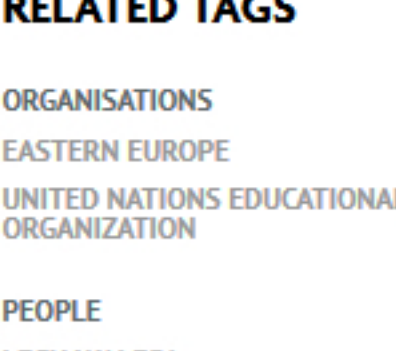 RELATED TAGS
ORGANISATIONS
EASTERN EUROPE
UNITED NATIONS EDUCATIONAL
ORGANIZATION
PEOPLE